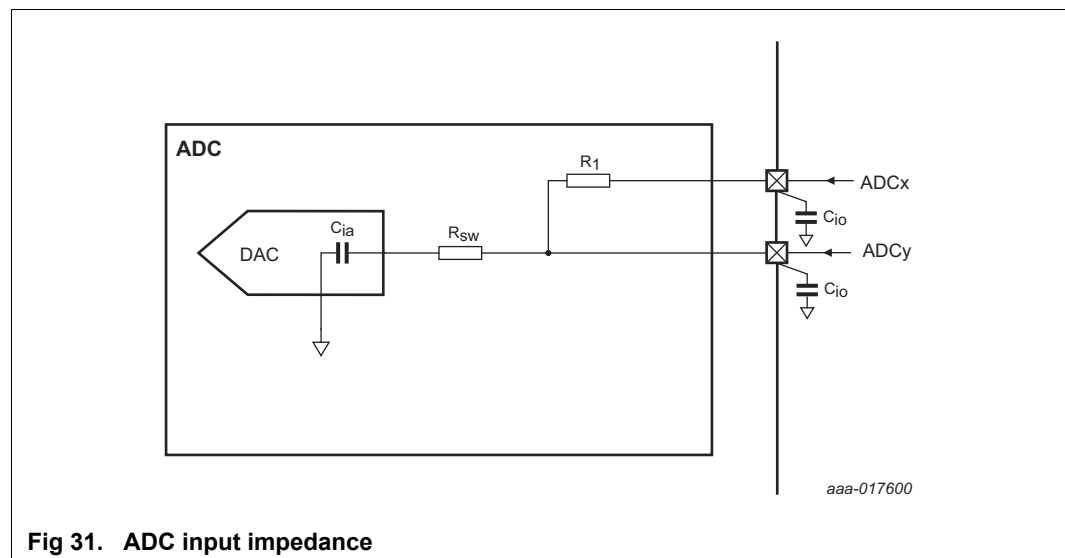 ADC
R1
ADCx
Cio
Cia
Rsw
DAC
ADCy
Cio
aaa-017600
Fig 31. ADC input impedance